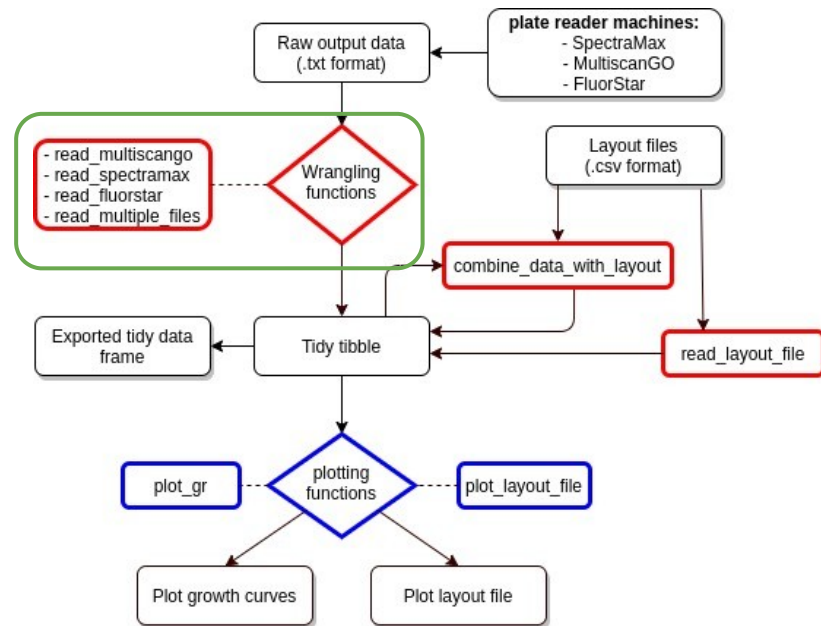 plate reader machines:
- SpectraMax
- MultiscanGO
- FluorStar
Raw output data
(.txt format)
- read_multiscango
- read_spectramax
- read_fluorstar
- read_multiple_files
Wrangling
functions
Layout files
(.csv format)
combine_data_with_layout
Exported tidy data
frame
Tidy tibble
read_layout_file
plot_gr
plotting
functions
plot_layout_file
Plot growth curves
Plot layout file